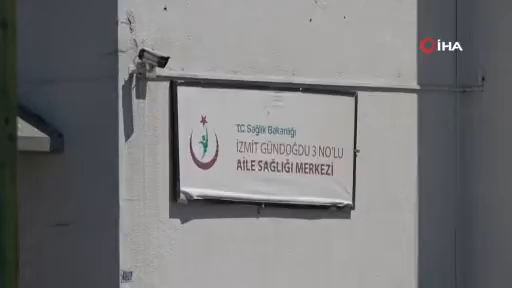 İHA
T.C. Sağlık Bakanlığı
İZMİT GÜNDOĞDU 3 NO'LU
AİLE SAĞLIĞI MERKEZİ